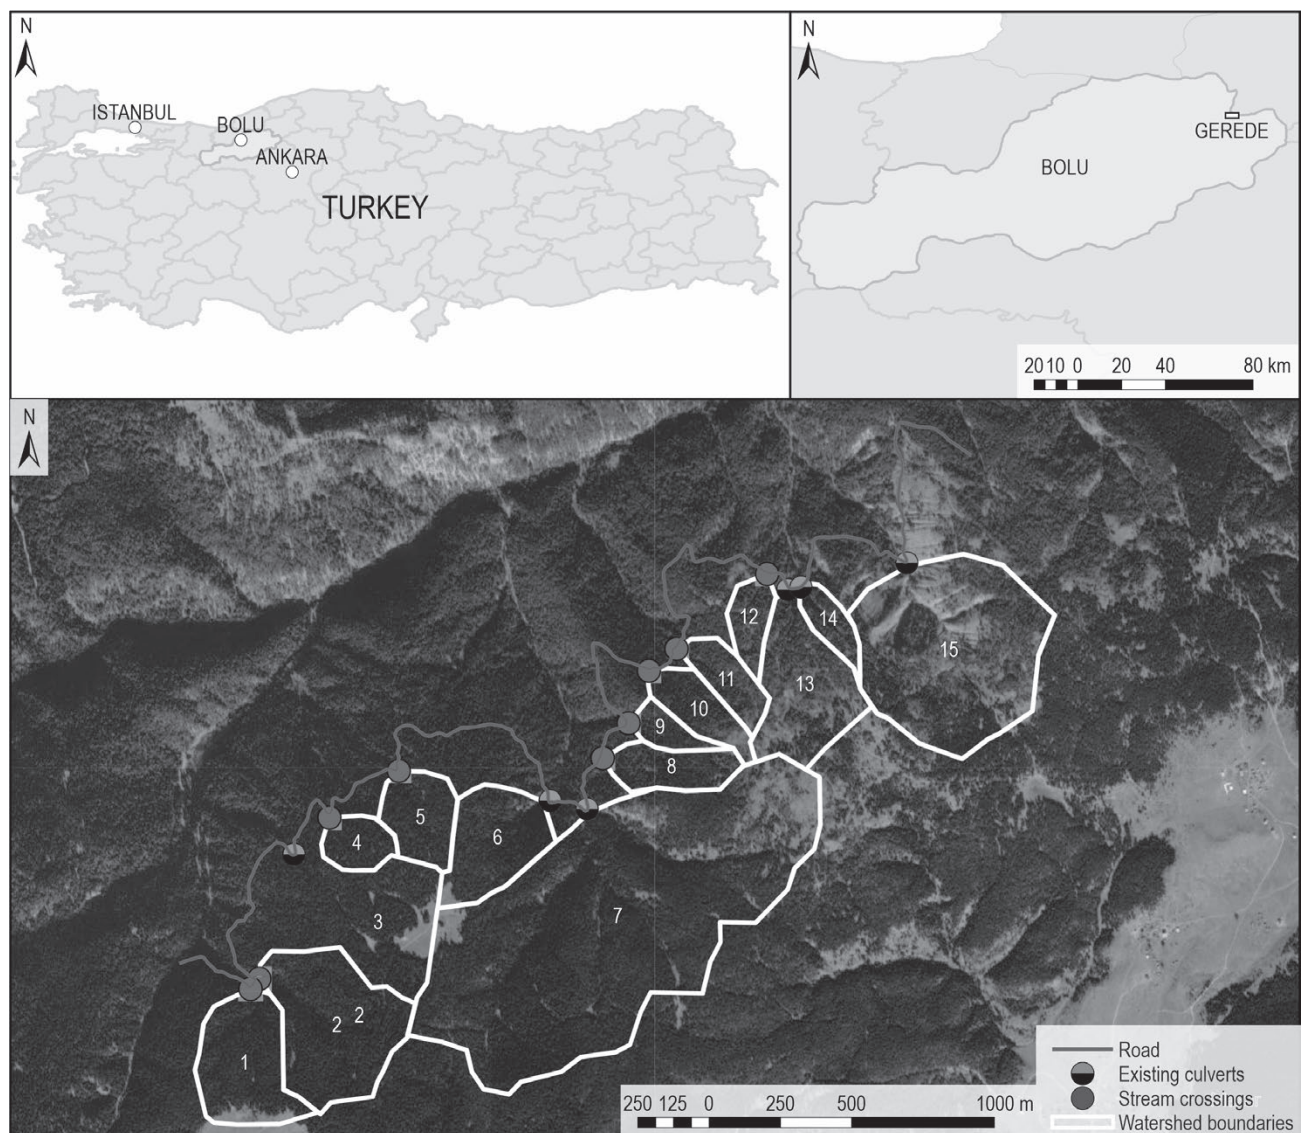 N
ISTANBUL
BOLU
ANKARA
TURKEY
N
GEREDE
BOLU
20 10 0 20 40 80 km
N
12
14
15
11
13
10
9
8
5
4
6
3
7
2 2
1
Road
Existing culverts
Stream crossings
Watershed boundaries
250 125 0 250 500 1000 m